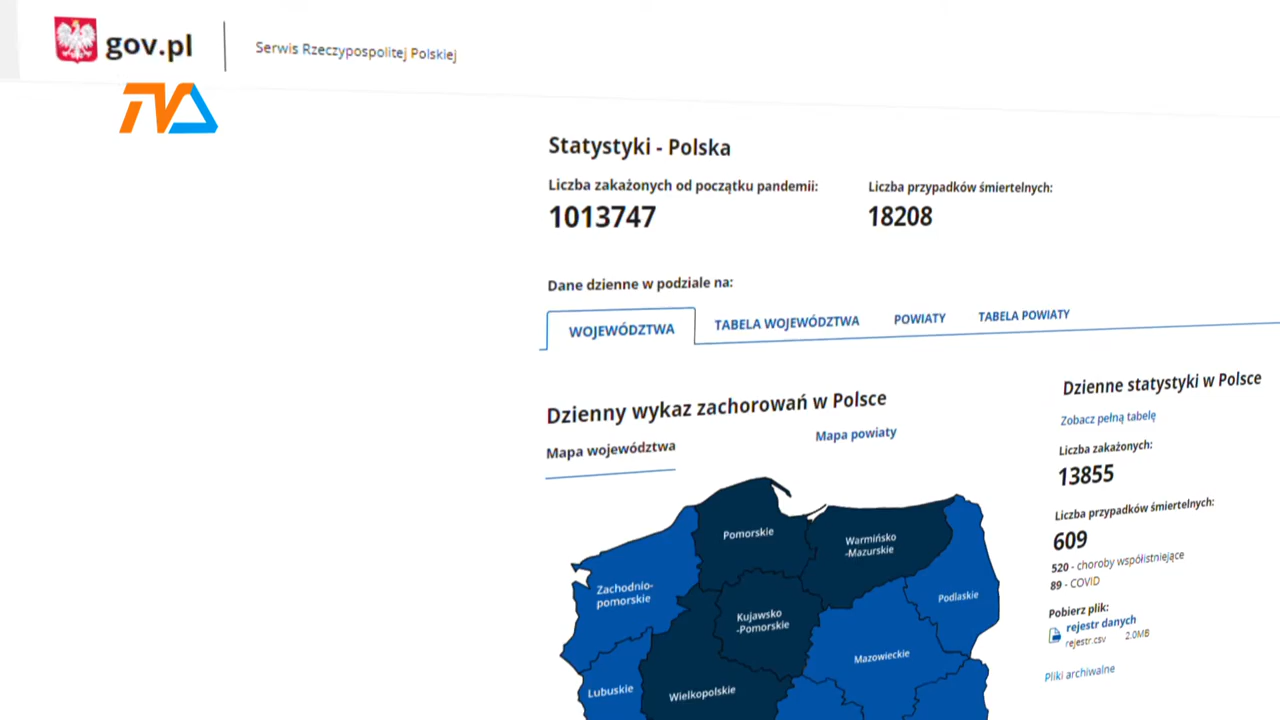 gov.pl
Serwis Rzeczypospolitej Polskiej
TVA
Statystyki - Polska
Liczba zakażonych od początku pandemii:
1013747
Liczba przypadków śmiertelnych:
18208
Dane dzienne w podziale na:
WOJEWÓDZTWA
TABELA WOJEWÓDZTWA
POWIATY
TABELA POWIATY
Dzienny wykaz zachorowań w Polsce
Mapa województwa
Mapa powiaty
Pomorskie
Warmińsko
-Mazurskie
Zachodnio-
pomorskie
Kujawsko
-Pomorskie
Podlaskie
Mazowieckie
Lubuskie
Wielkopolskie
Dzienne statystyki w Polsce
Zobacz pełną tabelę
Liczba zakażonych:
13855
Liczba przypadków śmiertelnych:
609
520 - choroby współistniejące
89 - COVID
Pobierz plik:
rejestr danych
rejestr.csv 2.0MB
Pliki archiwalne